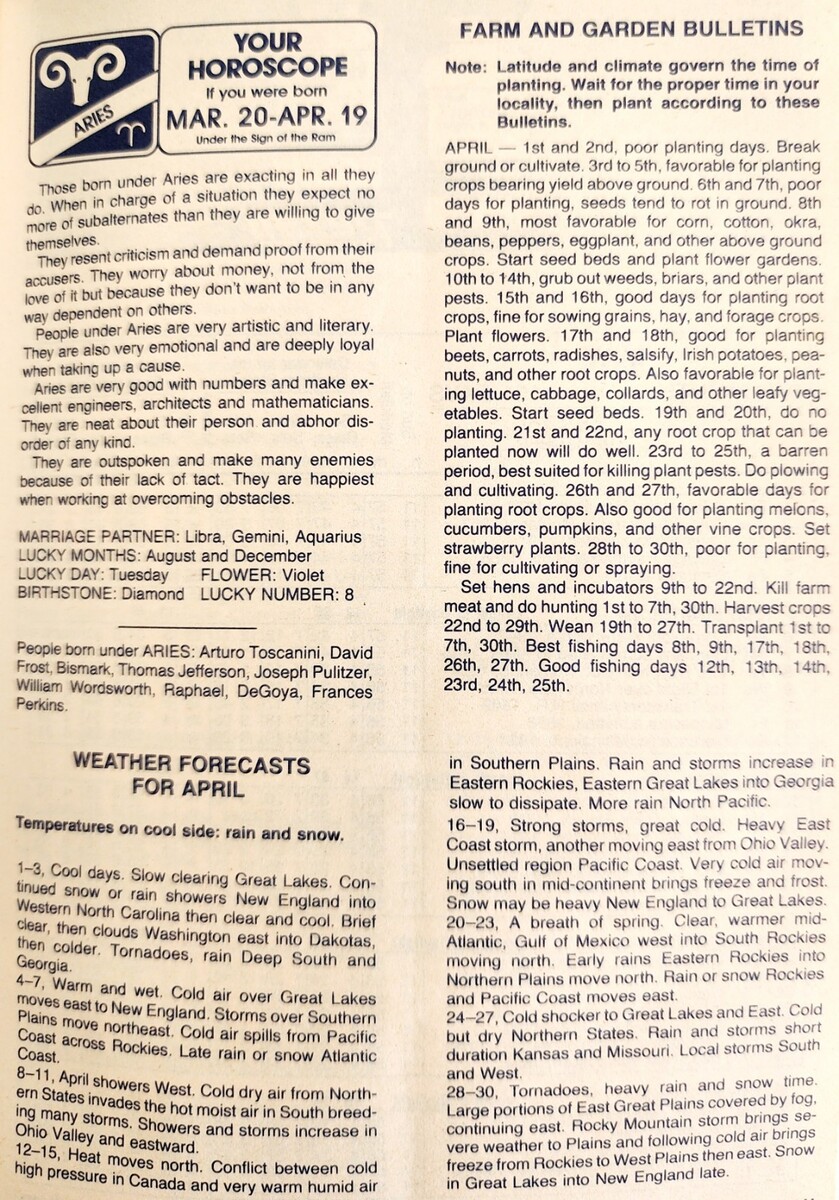 ARIES
YOUR
HOROSCOPE
If you were born
MAR. 20-APR. 19
Under the Sign of the Ram
Those born under Aries are exacting in all they
do. When in charge of a situation they expect no
more of subalternates than they are willing to give
themselves.
They resent criticism and demand proof from their
accusers. They worry about money, not from the
love of it but because they don't want to be in any
way dependent on others.
People under Aries are very artistic and literary.
They are also very emotional and are deeply loyal
when taking up a cause.
Aries are very good with numbers and make ex-
cellent engineers, architects and mathematicians.
They are neat about their person and abhor dis-
order of any kind.
They are outspoken and make many enemies
because of their lack of tact. They are happiest
when working at overcoming obstacles.
MARRIAGE PARTNER: Libra, Gemini, Aquarius
LUCKY MONTHS: August and December
LUCKY DAY: Tuesday FLOWER: Violet
BIRTHSTONE: Diamond LUCKY NUMBER: 8
People born under ARIES: Arturo Toscanini, David
Frost, Bismark, Thomas Jefferson, Joseph Pulitzer,
William Wordsworth, Raphael, DeGoya, Frances
Perkins.
FARM AND GARDEN BULLETINS
Note: Latitude and climate govern the time of
planting. Wait for the proper time in your
locality, then plant according to these
Bulletins.
APRIL — 1st and 2nd, poor planting days. Break
ground or cultivate. 3rd to 5th, favorable for planting
crops bearing yield above ground. 6th and 7th, poor
days for planting, seeds tend to rot in ground. 8th
and 9th, most favorable for corn, cotton, okra,
beans, peppers, eggplant, and other above ground
crops. Start seed beds and plant flower gardens.
10th to 14th, grub out weeds, briars, and other plant
pests. 15th and 16th, good days for planting root
crops, fine for sowing grains, hay, and forage crops.
Plant flowers. 17th and 18th, good for planting
beets, carrots, radishes, salsify, Irish potatoes, pea-
nuts, and other root crops. Also favorable for plant-
ing lettuce, cabbage, collards, and other leafy veg-
etables. Start seed beds. 19th and 20th, do no
planting. 21st and 22nd, any root crop that can be
planted now will do well. 23rd to 25th, a barren
period, best suited for killing plant pests. Do plowing
and cultivating. 26th and 27th, favorable days for
planting root crops. Also good for planting melons,
cucumbers, pumpkins, and other vine crops. Set
strawberry plants. 28th to 30th, poor for planting,
fine for cultivating or spraying.
Set hens and incubators 9th to 22nd. Kill farm
meat and do hunting 1st to 7th, 30th. Harvest crops
22nd to 29th. Wean 19th to 27th. Transplant 1st to
7th, 30th. Best fishing days 8th, 9th, 17th, 18th,
26th, 27th. Good fishing days 12th, 13th, 14th,
23rd, 24th, 25th.
WEATHER FORECASTS
FOR APRIL
Temperatures on cool side: rain and snow.
1–3, Cool days. Slow clearing Great Lakes. Con-
tinued snow or rain showers New England into
Western North Carolina then clear and cool. Brief
clear, then clouds Washington east into Dakotas,
then colder. Tornadoes, rain Deep South and
Georgia.
4–7, Warm and wet. Cold air over Great Lakes
moves east to New England. Storms over Southern
Plains move northeast. Cold air spills from Pacific
Coast across Rockies. Late rain or snow Atlantic
Coast.
8–11, April showers West. Cold dry air from North-
ern States invades the hot moist air in South breed-
ing many storms. Showers and storms increase in
Ohio Valley and eastward.
12–15, Heat moves north. Conflict between cold
high pressure in Canada and very warm humid air
in Southern Plains. Rain and storms increase in
Eastern Rockies, Eastern Great Lakes into Georgia
slow to dissipate. More rain North Pacific.
16–19, Strong storms, great cold. Heavy East
Coast storm, another moving east from Ohio Valley.
Unsettled region Pacific Coast. Very cold air mov-
ing south in mid-continent brings freeze and frost.
Snow may be heavy New England to Great Lakes.
20–23, A breath of spring. Clear, warmer mid-
Atlantic, Gulf of Mexico west into South Rockies
moving north. Early rains Eastern Rockies into
Northern Plains move north. Rain or snow Rockies
and Pacific Coast moves east.
24–27, Cold shocker to Great Lakes and East. Cold
but dry Northern States. Rain and storms short
duration Kansas and Missouri. Local storms South
and West.
28–30, Tornadoes, heavy rain and snow time.
Large portions of East Great Plains covered by fog,
continuing east. Rocky Mountain storm brings se-
vere weather to Plains and following cold air brings
freeze from Rockies to West Plains then east. Snow
in Great Lakes into New England late.